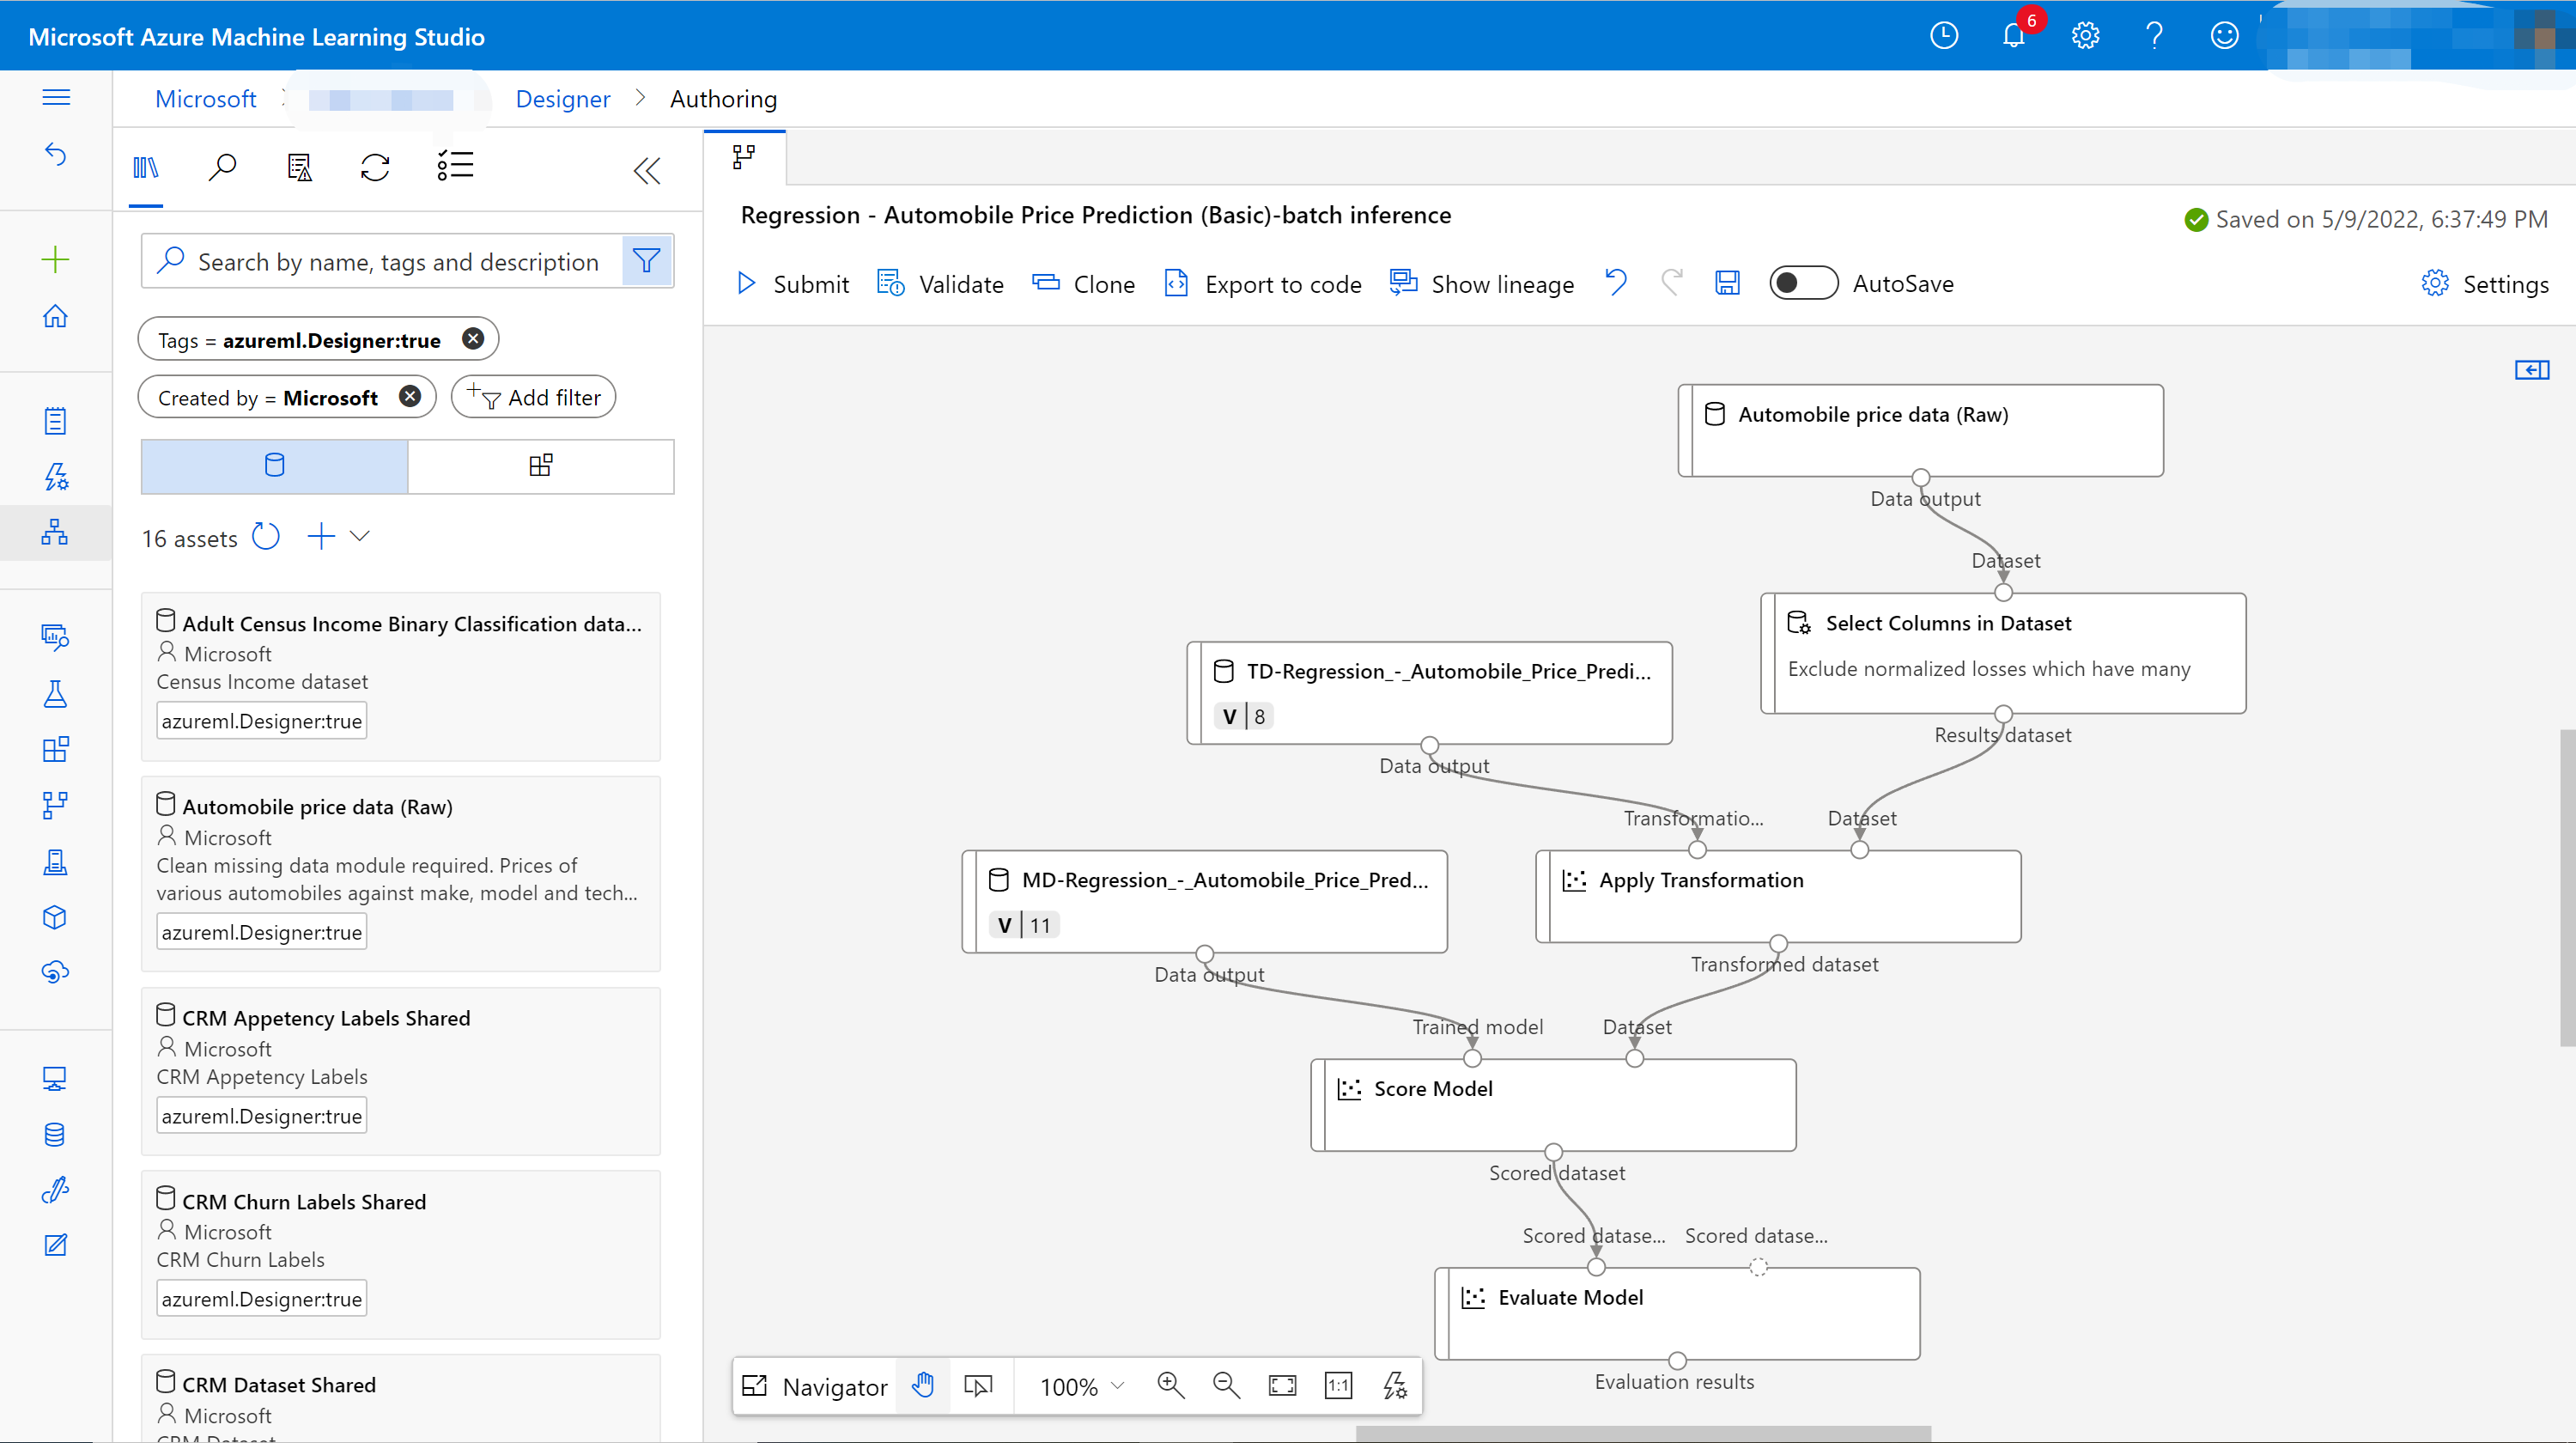 Microsoft Azure Machine Learning Studio
6
Microsoft
Designer > Authoring
Search by name, tags and description
Tags = azureml.Designer:true
Created by = Microsoft
Add filter
16 assets
Adult Census Income Binary Classification data...
Microsoft
Census Income dataset
azureml.Designer:true
Automobile price data (Raw)
Microsoft
Clean missing data module required. Prices of
various automobiles against make, model and tech...
azureml.Designer:true
CRM Appetency Labels Shared
Microsoft
CRM Appetency Labels
azureml.Designer:true
CRM Churn Labels Shared
Microsoft
CRM Churn Labels
azureml.Designer:true
CRM Dataset Shared
Microsoft
CRM Dataset
Regression - Automobile Price Prediction (Basic)-batch inference
Saved on 5/9/2022, 6:37:49 PM
Submit Validate Clone Export to code Show lineage AutoSave Settings
Automobile price data (Raw)
Data output
Dataset
Select Columns in Dataset
Exclude normalized losses which have many
Results dataset
TD-Regression_-_Automobile_Price_Predi...
V 8
Data output
Transformatio... Dataset
Apply Transformation
Transformed dataset
MD-Regression_-_Automobile_Price_Pred...
V 11
Data output
Trained model Dataset
Score Model
Scored dataset
Scored datase... Scored datase...
Evaluate Model
Evaluation results
Navigator 100% 1:1